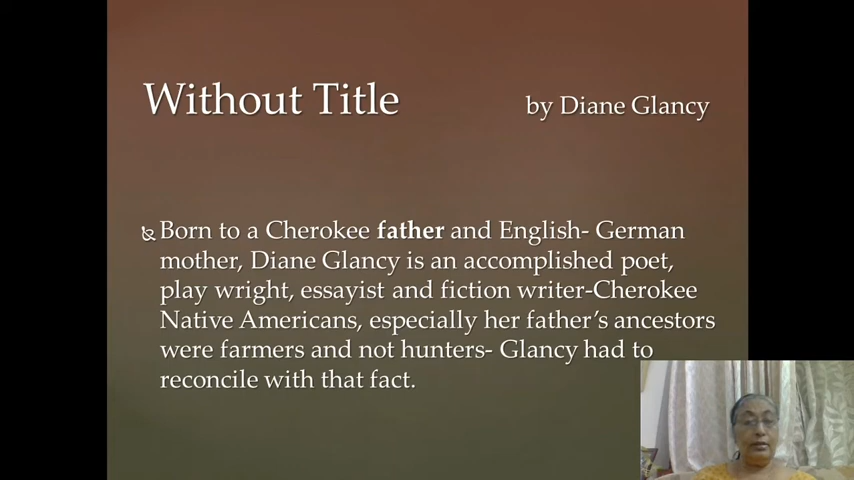 Without Title
by Diane Glancy
Born to a Cherokee father and English- German
mother, Diane Glancy is an accomplished poet,
play wright, essayist and fiction writer-Cherokee
Native Americans, especially her father's ancestors
were farmers and not hunters- Glancy had to
reconcile with that fact.